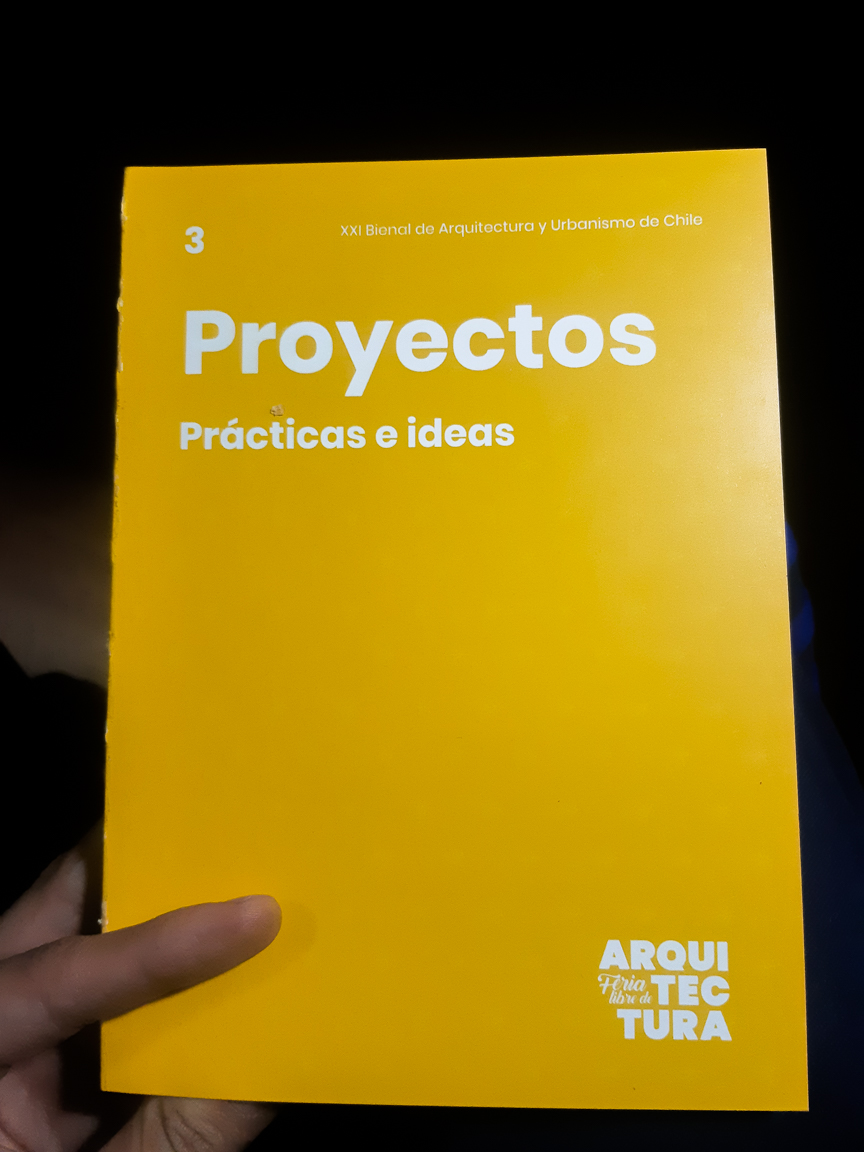 3
XXI Bienal de Arquitectura y Urbanismo de Chile
Proyectos
Prácticas e ideas
ARQUI
Feria libre de TEC
TURA